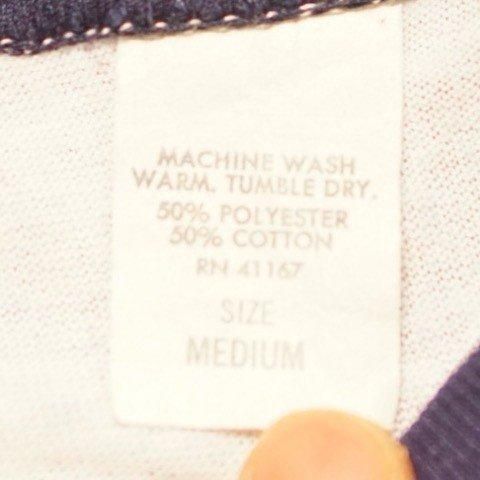 MACHINE WASH
WARM. TUMBLE DRY.
50% POLYESTER
50% COTTON
RN 41167
SIZE
MEDIUM